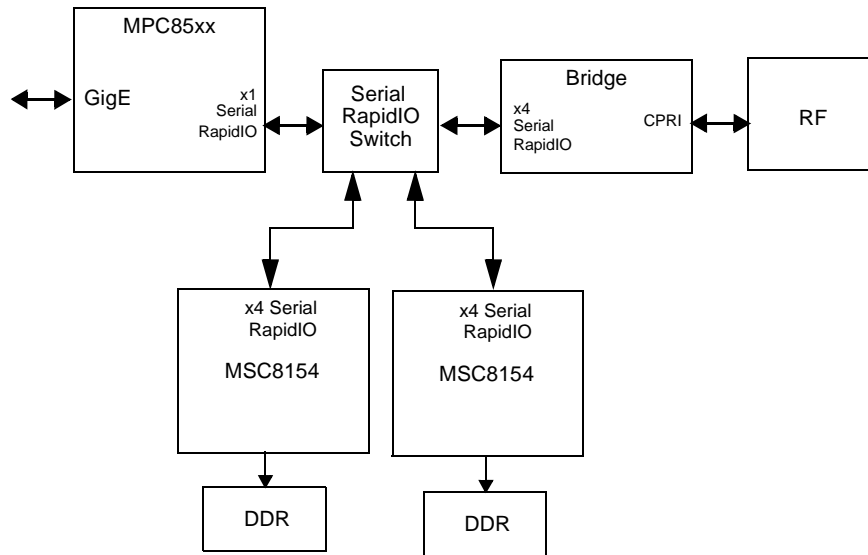 MPC85xx
GigE
x1
Serial
RapidIO
Serial
RapidIO
Switch
Bridge
x4
Serial
RapidIO
CPRI
RF
x4 Serial
RapidIO
MSC8154
x4 Serial
RapidIO
MSC8154
DDR
DDR